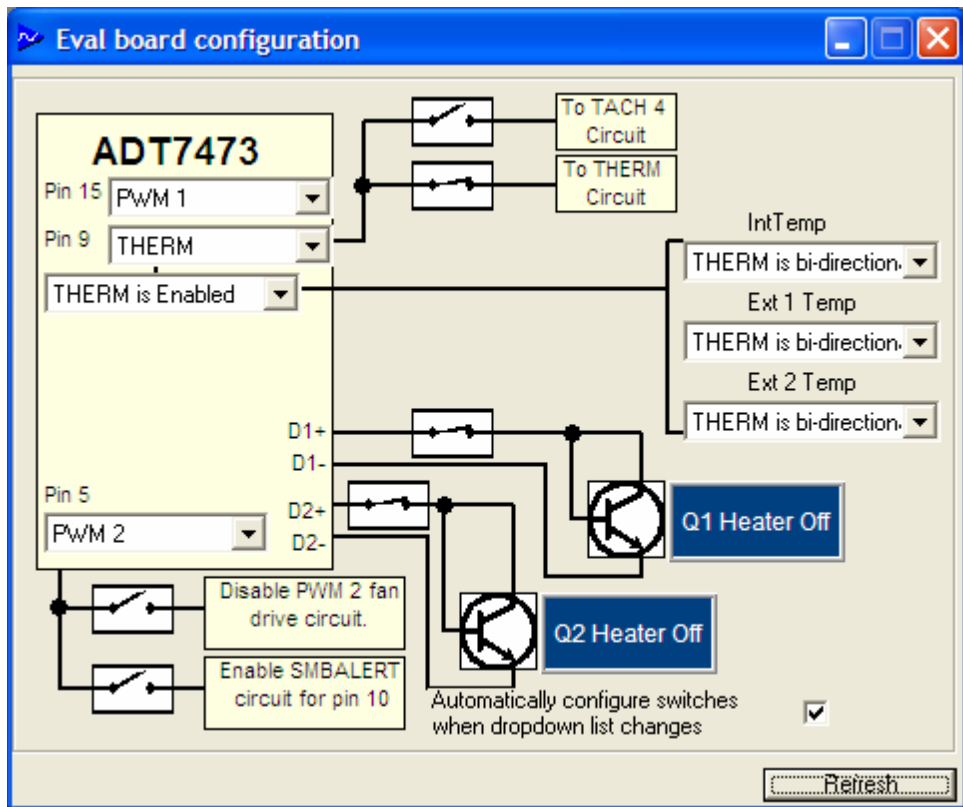 Eval board configuration
ADT7473
Pin 15
PWM 1
Pin 9
THERM
THERM is Enabled
To TACH 4
Circuit
To THERM
Circuit
IntTemp
THERM is bi-direction.
Ext 1 Temp
THERM is bi-direction.
Ext 2 Temp
THERM is bi-direction.
D1+
D1-
D2+
D2-
Pin 5
PWM 2
Q1 Heater Off
Q2 Heater Off
Disable PWM 2 fan
drive circuit.
Enable SMBALERT
circuit for pin 10
Automatically configure switches
when dropdown list changes
Refresh